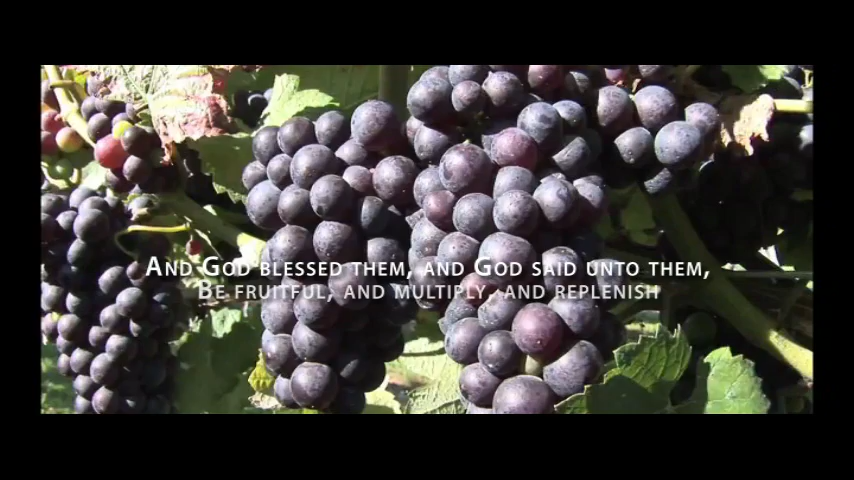 And God blessed them, and God said unto them,
Be fruitful, and multiply, and replenish